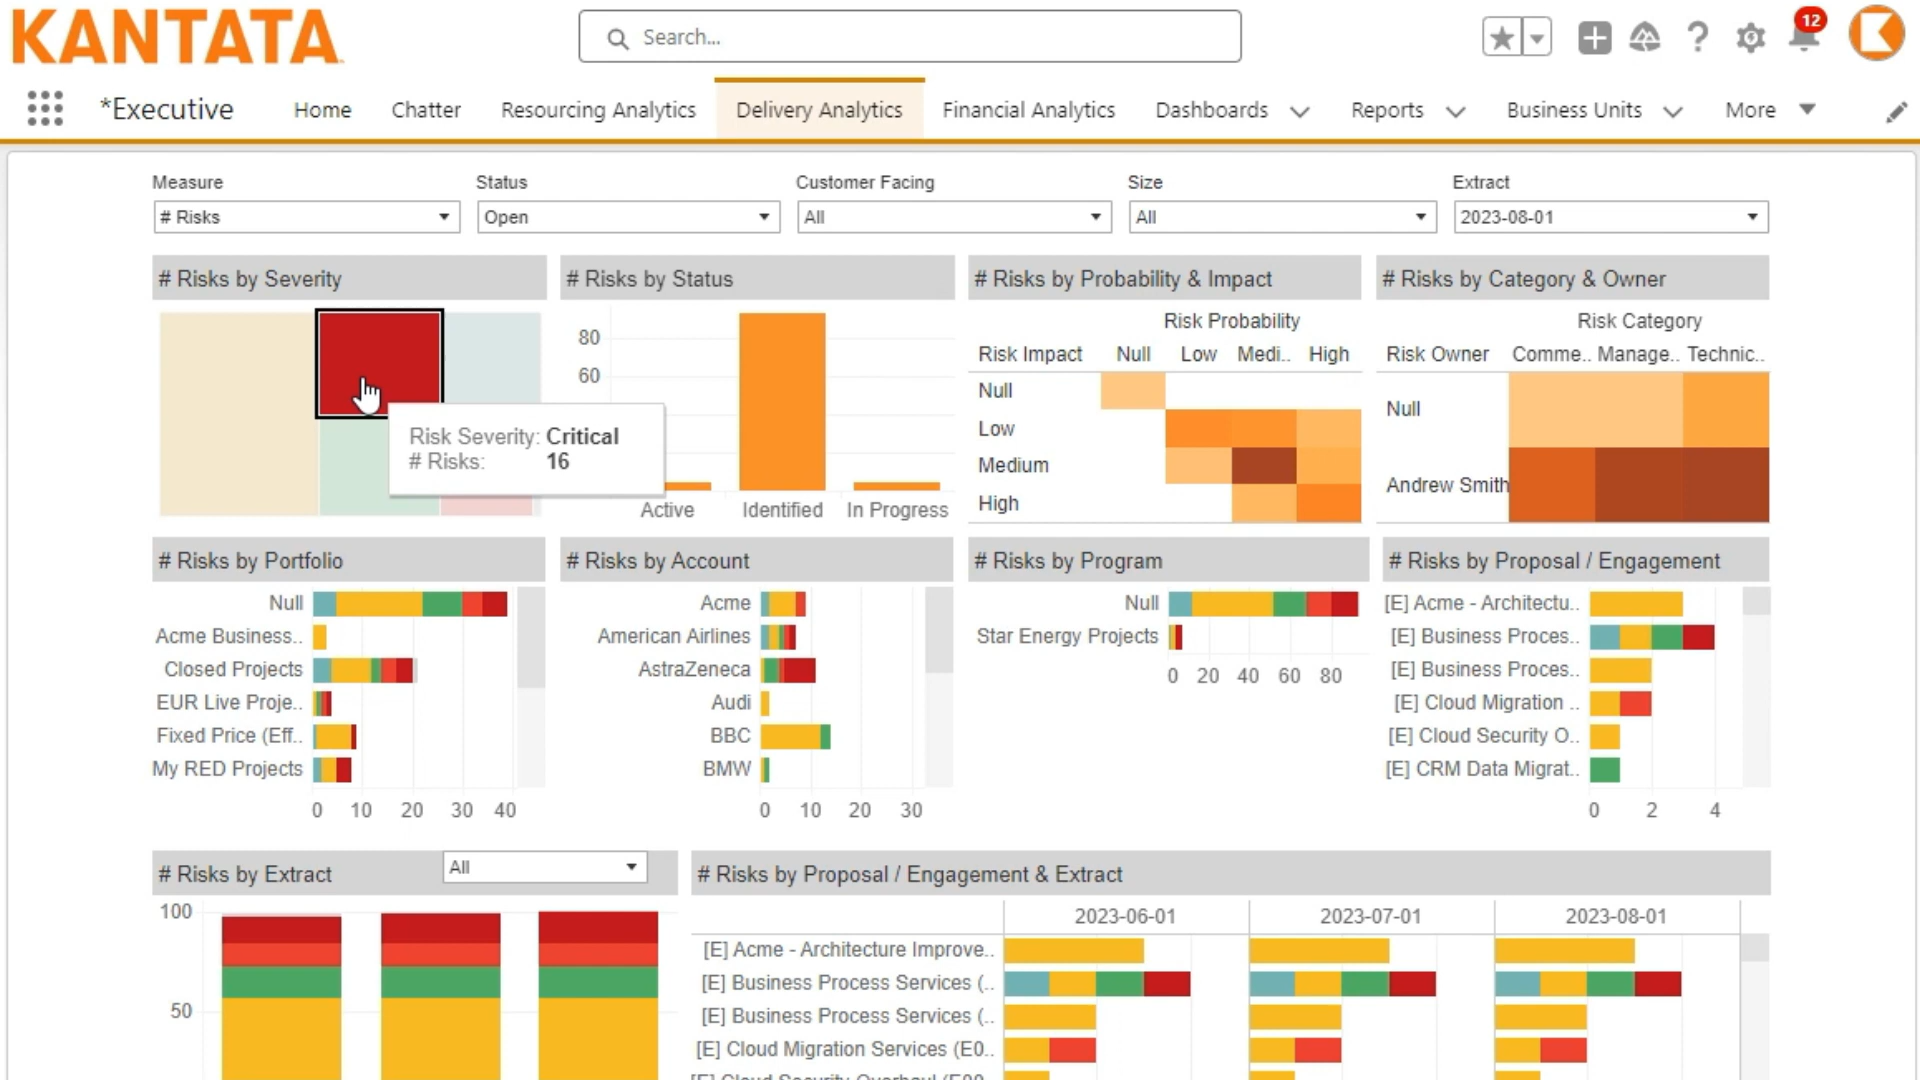 KANTATA
Search...
12
*Executive
Home
Chatter
Resourcing Analytics
Delivery Analytics
Financial Analytics
Dashboards
Reports
Business Units
More
Measure
Status
Customer Facing
Size
Extract
# Risks
Open
All
All
2023-08-01
# Risks by Severity
# Risks by Status
# Risks by Probability & Impact
# Risks by Category & Owner
Risk Severity: Critical
# Risks: 16
80
60
Active
Identified
In Progress
Risk Probability
Risk Impact
Null
Low
Medi..
High
Null
Low
Medium
High
Risk Category
Risk Owner
Comme..
Manage..
Technic..
Null
Andrew Smith
# Risks by Portfolio
# Risks by Account
# Risks by Program
# Risks by Proposal / Engagement
Null
Acme Business..
Closed Projects
EUR Live Proje..
Fixed Price (Eff..
My RED Projects
0 10 20 30 40
Acme
American Airlines
AstraZeneca
Audi
BBC
BMW
0 10 20 30
Null
Star Energy Projects
0 20 40 60 80
[E] Acme - Architectu..
[E] Business Proces..
[E] Business Proces..
[E] Cloud Migration ..
[E] Cloud Security O..
[E] CRM Data Migrat..
0 2 4
# Risks by Extract
All
# Risks by Proposal / Engagement & Extract
100
50
2023-06-01
2023-07-01
2023-08-01
[E] Acme - Architecture Improve..
[E] Business Process Services (..
[E] Business Process Services (..
[E] Cloud Migration Services (E0..